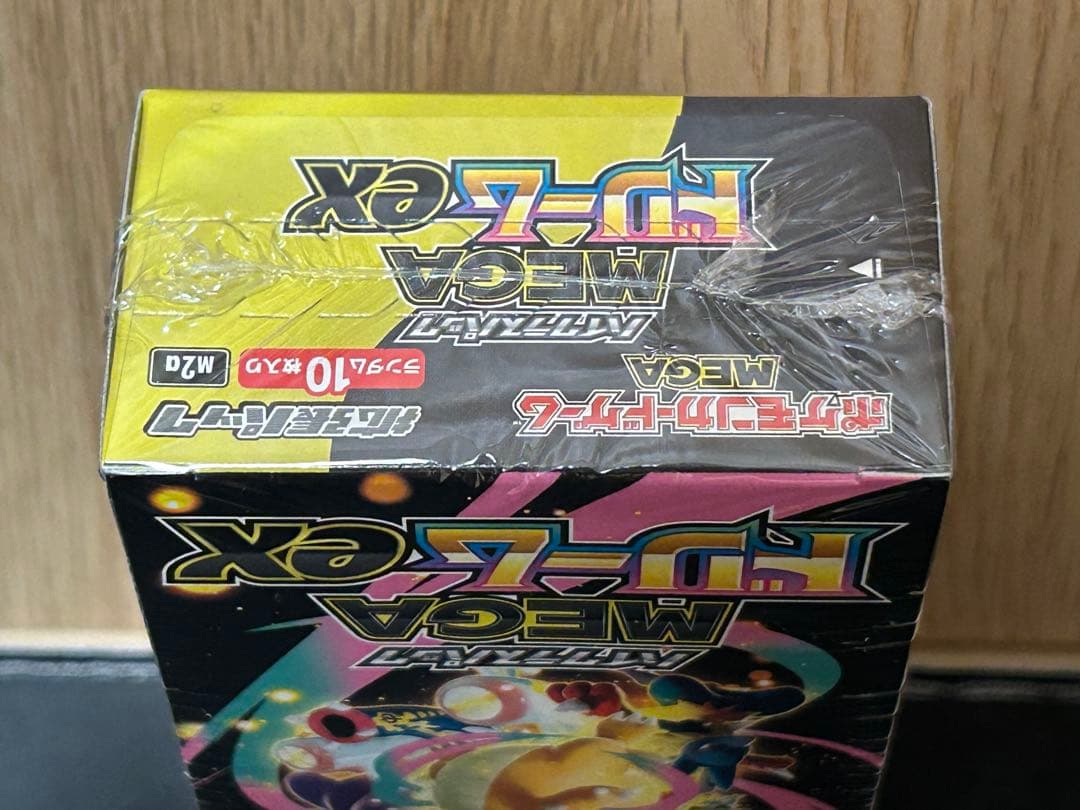 ポケモンカードゲーム
MEGA
拡張パック
ランダム10枚入り
M2a
ハイクラスパック
MEGA
ドリームex
ハイクラスパック
MEGA
ドリームex